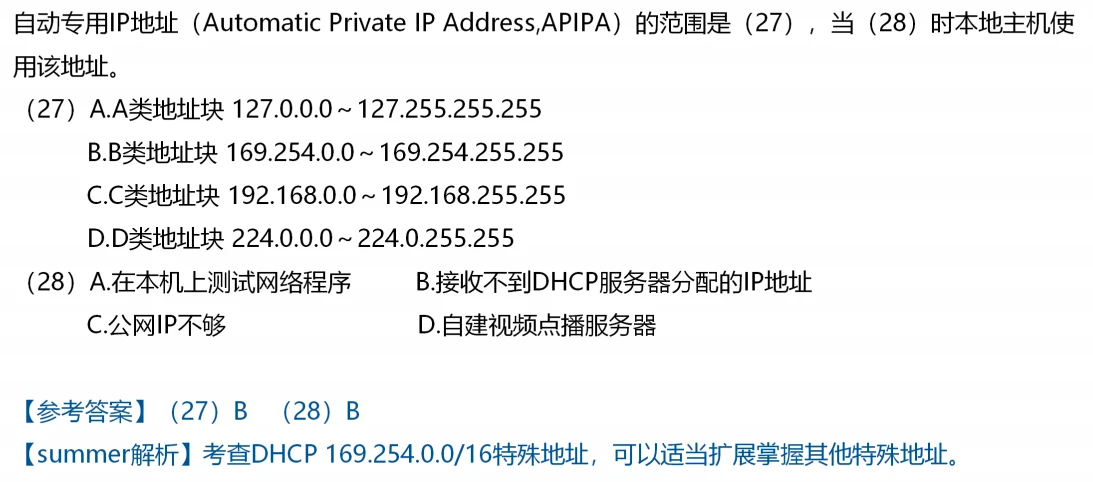 自动专用IP地址（Automatic Private IP Address,APIPA）的范围是（27），当（28）时本地主机使
用该地址。
（27）A.A类地址块 127.0.0.0～127.255.255.255
B.B类地址块 169.254.0.0～169.254.255.255
C.C类地址块 192.168.0.0～192.168.255.255
D.D类地址块 224.0.0.0～224.0.255.255
（28）A.在本机上测试网络程序 B.接收不到DHCP服务器分配的IP地址
C.公网IP不够 D.自建视频点播服务器
【参考答案】（27）B （28）B
【summer解析】考查DHCP 169.254.0.0/16特殊地址，可以适当扩展掌握其他特殊地址。